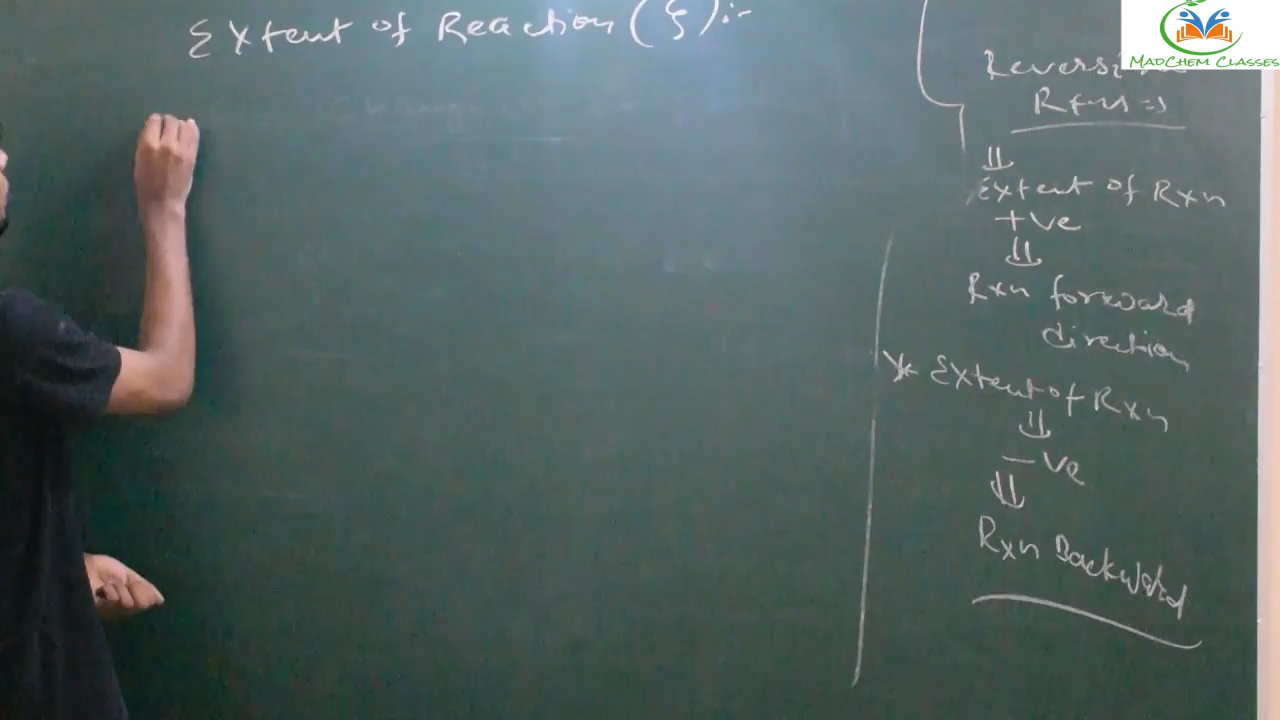 Extent of Reaction (ξ):-
MADCHEM CLASSES
Reversible
Rxn ⇒
⇓
Extent of Rxn
+ve
⇓
Rxn forward
direction
* Extent of Rxn
⇓
-ve
⇓
Rxn Backward